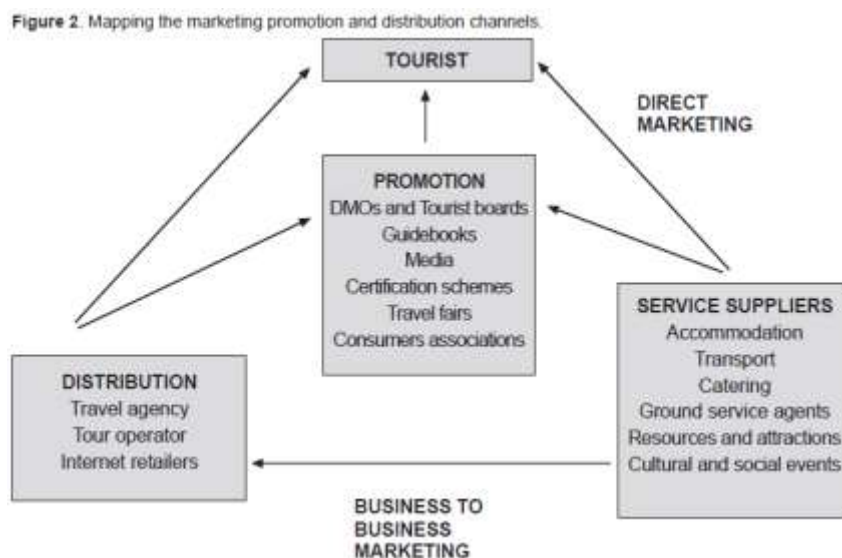 Figure 2. Mapping the marketing promotion and distribution channels.
TOURIST
DIRECT
MARKETING
PROMOTION
DMOs and Tourist boards
Guidebooks
Media
Certification schemes
Travel fairs
Consumers associations
SERVICE SUPPLIERS
Accommodation
Transport
Catering
Ground service agents
Resources and attractions
Cultural and social events
DISTRIBUTION
Travel agency
Tour operator
Internet retailers
BUSINESS TO
BUSINESS
MARKETING